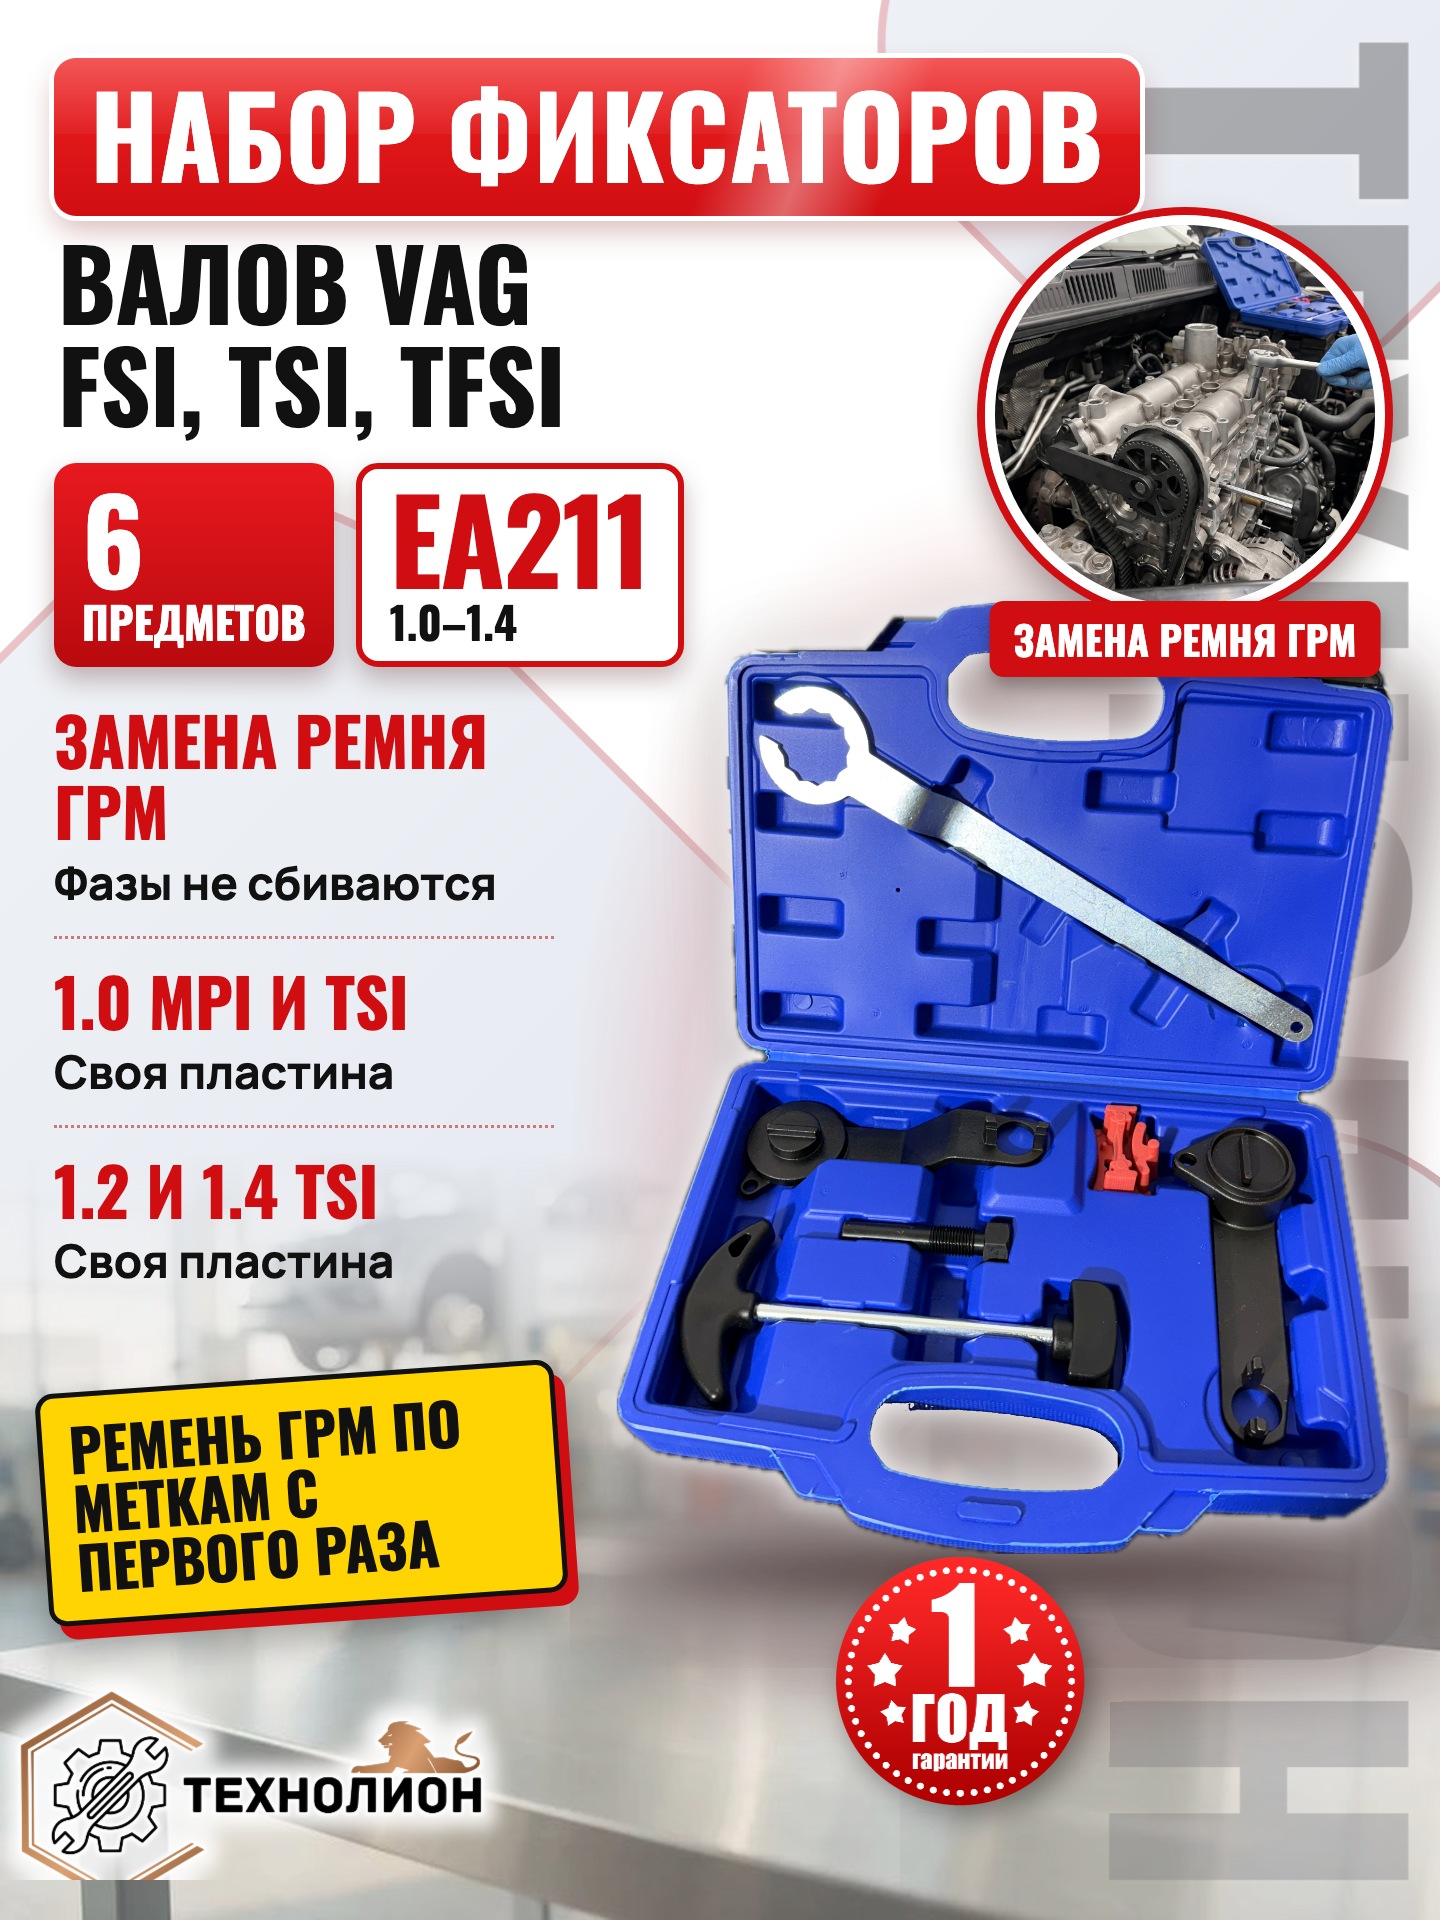 НАБОР ФИКСАТОРОВ
ВАЛОВ VAG
FSI, TSI, TFSI
6
ПРЕДМЕТОВ
EA211
1.0–1.4
ЗАМЕНА РЕМНЯ ГРМ
ЗАМЕНА РЕМНЯ
ГРМ
Фазы не сбиваются
1.0 MPI И TSI
Своя пластина
1.2 И 1.4 TSI
Своя пластина
РЕМЕНЬ ГРМ ПО
МЕТКАМ С
ПЕРВОГО РАЗА
1
ГОД
гарантии
ТЕХНОЛИОН